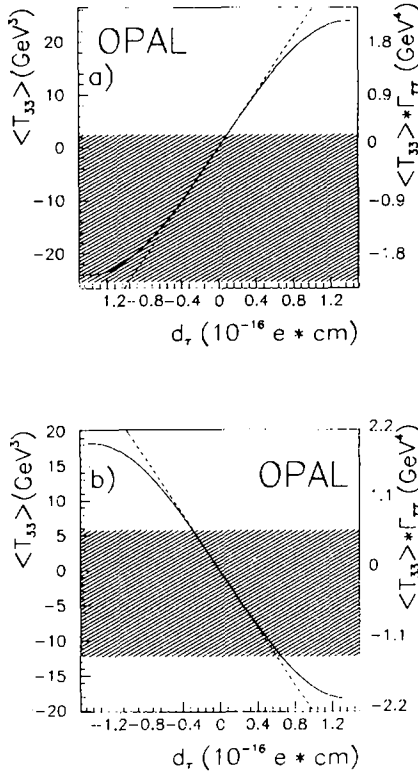 OPAL
a)
<T₃₃> (GeV³)
20
10
0
−10
−20
1.8
0.9
0
−0.9
−1.8
<T₃₃>*Γττ (GeV⁴)
−1.2−0.8−0.4 0 0.4 0.8 1.2
d_τ (10⁻¹⁶ e * cm)
b)
OPAL
<T₃₃> (GeV³)
20
15
10
5
0
−5
−10
−15
−20
2.2
1.1
0
−1.1
−2.2
<T₃₃>*Γττ (GeV⁴)
−1.2−0.8−0.4 0 0.4 0.8 1.2
d_τ (10⁻¹⁶ e * cm)